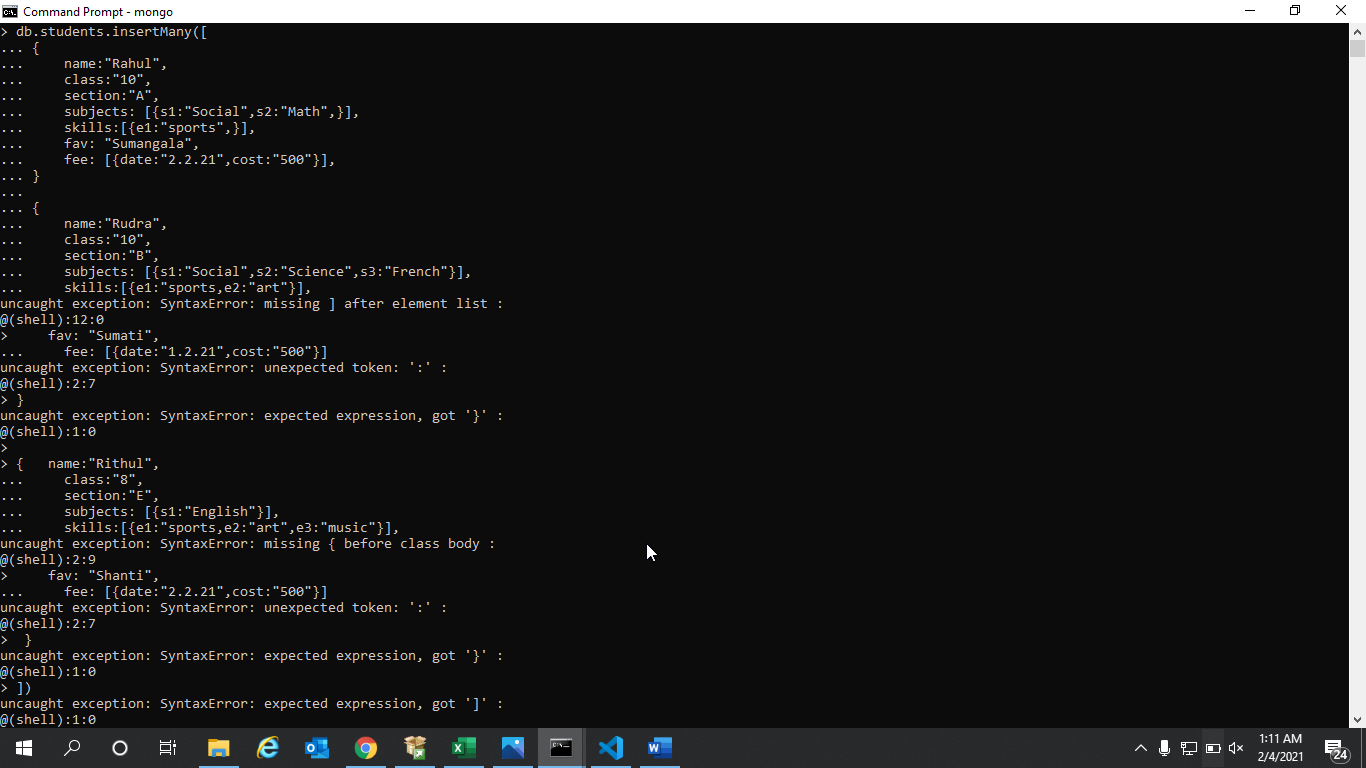 Command Prompt - mongo
> db.students.insertMany([
... {
...     name:"Rahul",
...     class:"10",
...     section:"A",
...     subjects: [{s1:"Social",s2:"Math",}],
...     skills:[{e1:"sports",}],
...     fav: "Sumangala",
...     fee: [{date:"2.2.21",cost:"500"}],
... }
...
... {
...     name:"Rudra",
...     class:"10",
...     section:"B",
...     subjects: [{s1:"Social",s2:"Science",s3:"French"}],
...     skills:[{e1:"sports,e2:"art"}],
uncaught exception: SyntaxError: missing ] after element list :
@(shell):12:0
>     fav: "Sumati",
...     fee: [{date:"1.2.21",cost:"500"}]
uncaught exception: SyntaxError: unexpected token: ':' :
@(shell):2:7
> }
uncaught exception: SyntaxError: expected expression, got '}' :
@(shell):1:0
>
> {   name:"Rithul",
...     class:"8",
...     section:"E",
...     subjects: [{s1:"English"}],
...     skills:[{e1:"sports,e2:"art",e3:"music"}],
uncaught exception: SyntaxError: missing { before class body :
@(shell):2:9
>     fav: "Shanti",
...     fee: [{date:"2.2.21",cost:"500"}]
uncaught exception: SyntaxError: unexpected token: ':' :
@(shell):2:7
>  }
uncaught exception: SyntaxError: expected expression, got '}' :
@(shell):1:0
> ])
uncaught exception: SyntaxError: expected expression, got ']' :
@(shell):1:0
1:11 AM
2/4/2021
24